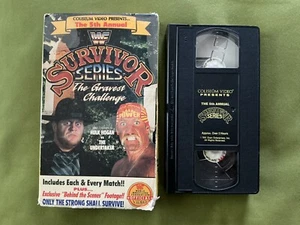 COLISEUM VIDEO PRESENTS...
The 5th Annual
WF
SURVIVOR
SERIES
The Gravest
Challenge
HULK HOGAN
THE UNDERTAKER
Includes Each & Every Match!!
PLUS...
Exclusive "Behind the Scenes" Footage!!
ONLY THE STRONG SHALL SURVIVE!
COLISEUM VIDEO
PRESENTS
THE 5TH ANNUAL
SURVIVOR
SERIES